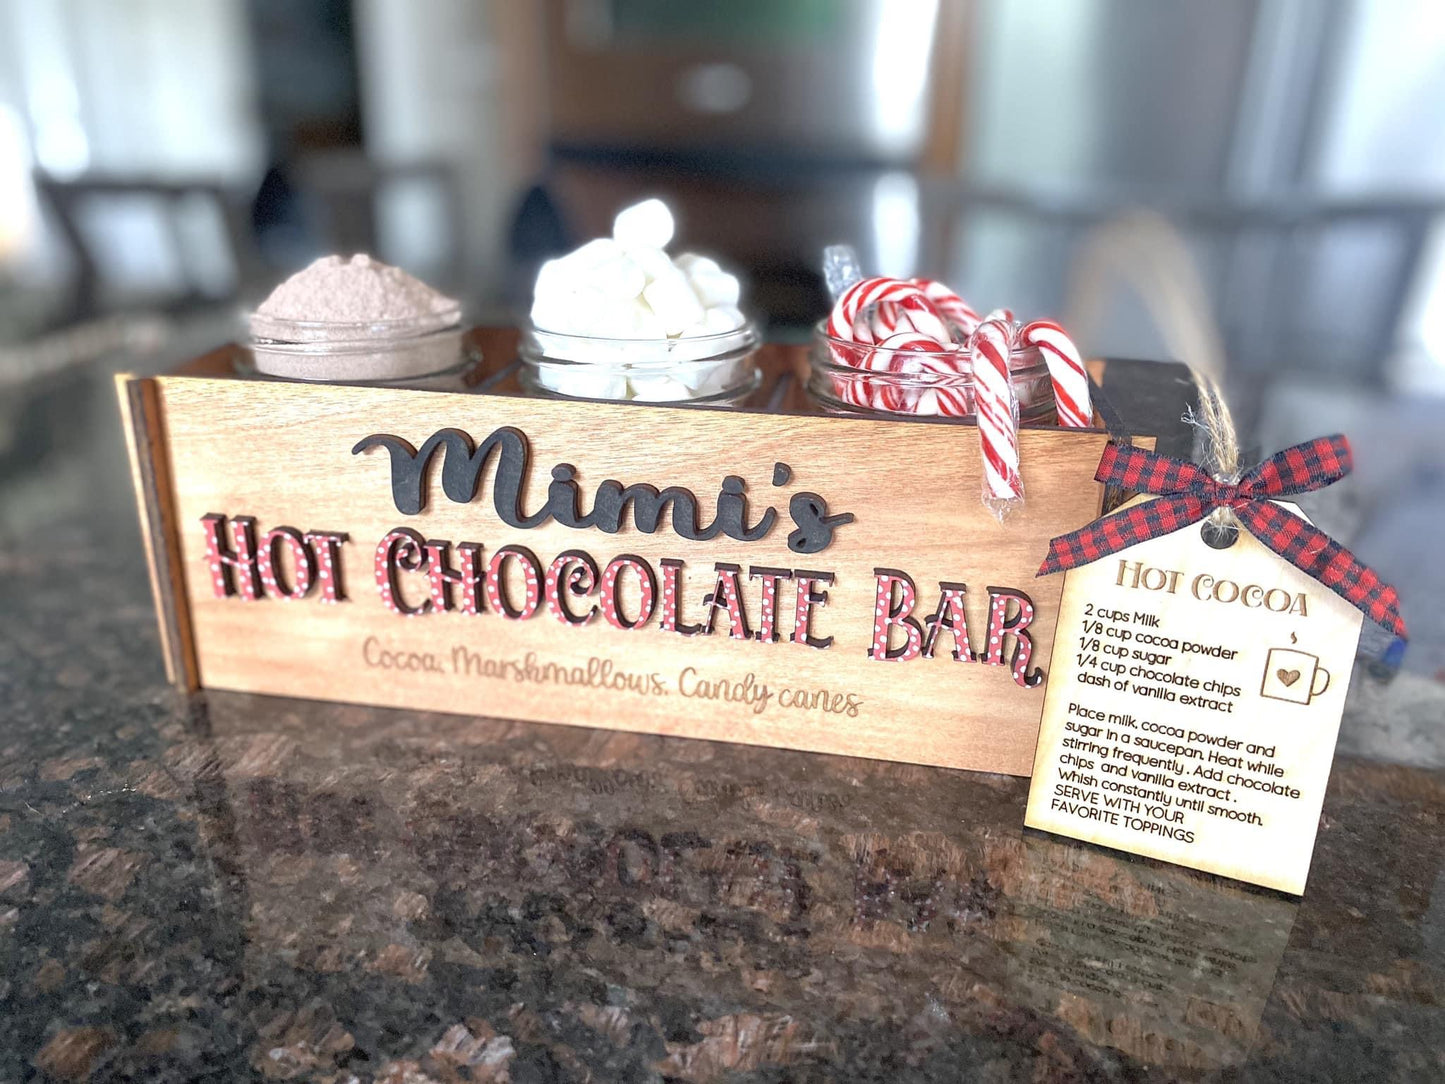 Mimi's
HOT CHOCOLATE BAR
Cocoa. Marshmallows. Candy canes
HOT COCOA
2 cups Milk
1/8 cup cocoa powder
1/8 cup sugar
1/4 cup chocolate chips
dash of vanilla extract
Place milk, cocoa powder and
sugar in a saucepan. Heat while
stirring frequently . Add chocolate
chips and vanilla extract .
Whish constantly until smooth.
SERVE WITH YOUR
FAVORITE TOPPINGS